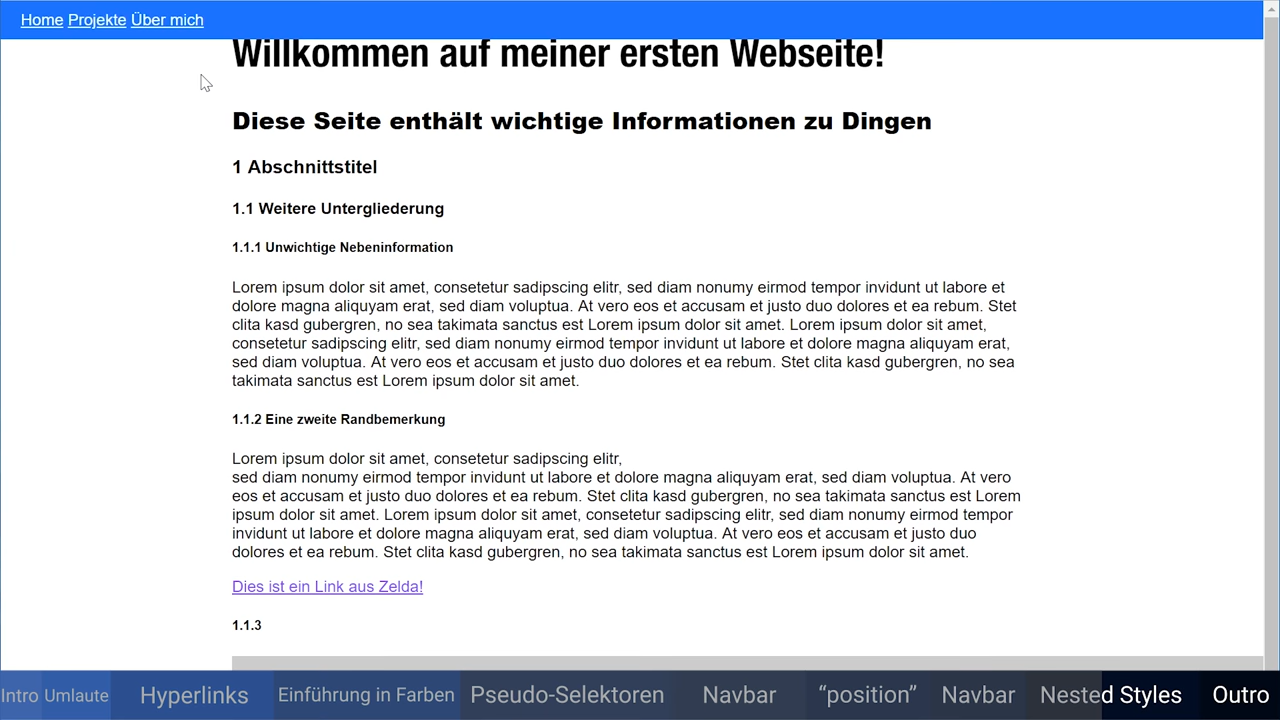 Home Projekte Über mich
Willkommen auf meiner ersten Webseite!
Diese Seite enthält wichtige Informationen zu Dingen
1 Abschnittstitel
1.1 Weitere Untergliederung
1.1.1 Unwichtige Nebeninformation
Lorem ipsum dolor sit amet, consetetur sadipscing elitr, sed diam nonumy eirmod tempor invidunt ut labore et
dolore magna aliquyam erat, sed diam voluptua. At vero eos et accusam et justo duo dolores et ea rebum. Stet
clita kasd gubergren, no sea takimata sanctus est Lorem ipsum dolor sit amet. Lorem ipsum dolor sit amet,
consetetur sadipscing elitr, sed diam nonumy eirmod tempor invidunt ut labore et dolore magna aliquyam erat,
sed diam voluptua. At vero eos et accusam et justo duo dolores et ea rebum. Stet clita kasd gubergren, no sea
takimata sanctus est Lorem ipsum dolor sit amet.
1.1.2 Eine zweite Randbemerkung
Lorem ipsum dolor sit amet, consetetur sadipscing elitr,
sed diam nonumy eirmod tempor invidunt ut labore et dolore magna aliquyam erat, sed diam voluptua. At vero
eos et accusam et justo duo dolores et ea rebum. Stet clita kasd gubergren, no sea takimata sanctus est Lorem
ipsum dolor sit amet. Lorem ipsum dolor sit amet, consetetur sadipscing elitr, sed diam nonumy eirmod tempor
invidunt ut labore et dolore magna aliquyam erat, sed diam voluptua. At vero eos et accusam et justo duo
dolores et ea rebum. Stet clita kasd gubergren, no sea takimata sanctus est Lorem ipsum dolor sit amet.
Dies ist ein Link aus Zelda!
1.1.3
Intro Umlaute Hyperlinks Einführung in Farben Pseudo-Selektoren Navbar “position” Navbar Nested Styles Outro